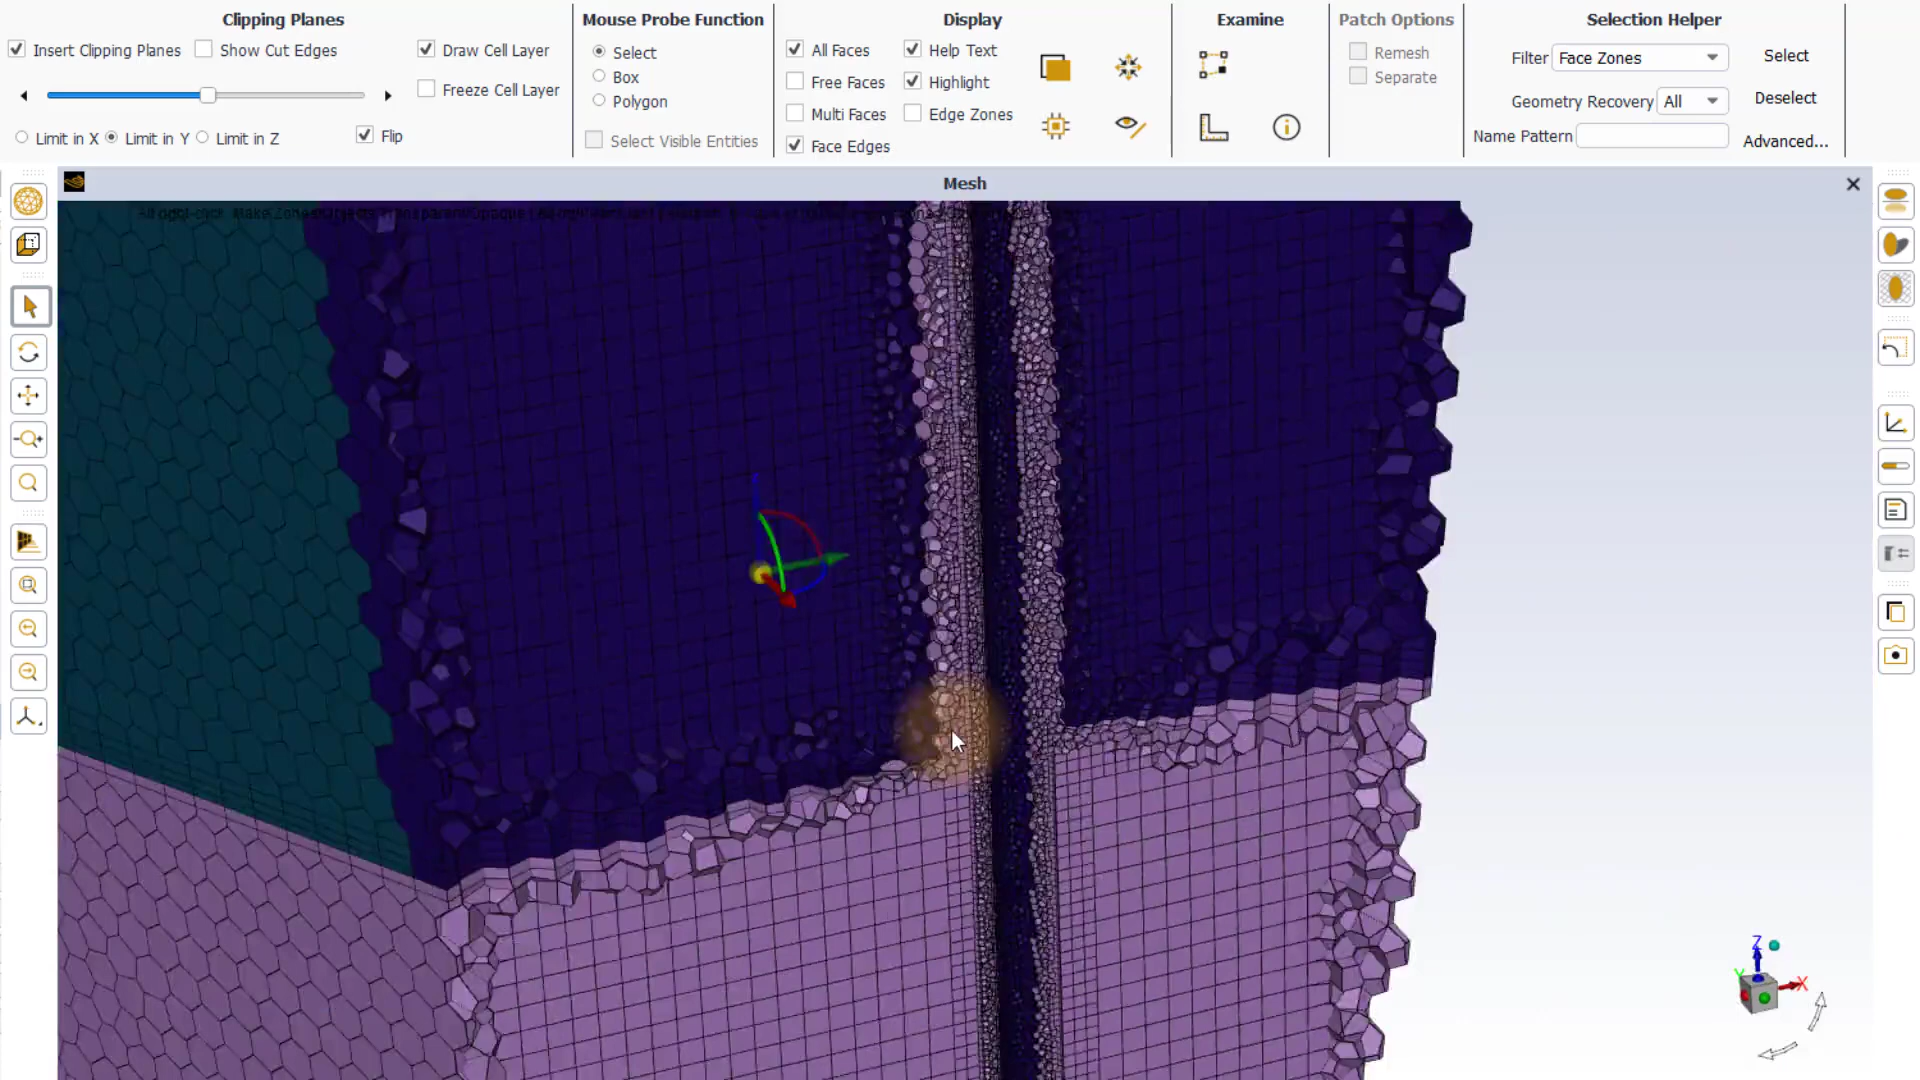 Clipping Planes
Insert Clipping Planes
Show Cut Edges
Draw Cell Layer
Freeze Cell Layer
Limit in X
Limit in Y
Limit in Z
Flip
Mouse Probe Function
Select
Box
Polygon
Select Visible Entities
Display
All Faces
Help Text
Free Faces
Highlight
Multi Faces
Edge Zones
Face Edges
Examine
Patch Options
Remesh
Separate
Selection Helper
Filter
Face Zones
Select
Geometry Recovery
All
Deselect
Name Pattern
Advanced...
Mesh
Z
Y
X